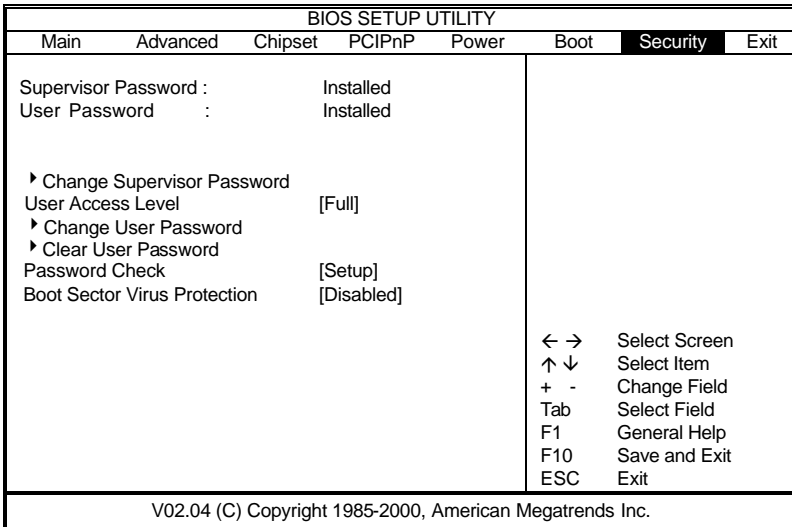 BIOS SETUP UTILITY
Main Advanced Chipset PCIPnP Power Boot Security Exit
Supervisor Password : Installed
User Password : Installed
Change Supervisor Password
User Access Level [Full]
Change User Password
Clear User Password
Password Check [Setup]
Boot Sector Virus Protection [Disabled]
← → Select Screen
↑ ↓ Select Item
+ - Change Field
Tab Select Field
F1 General Help
F10 Save and Exit
ESC Exit
V02.04 (C) Copyright 1985-2000, American Megatrends Inc.